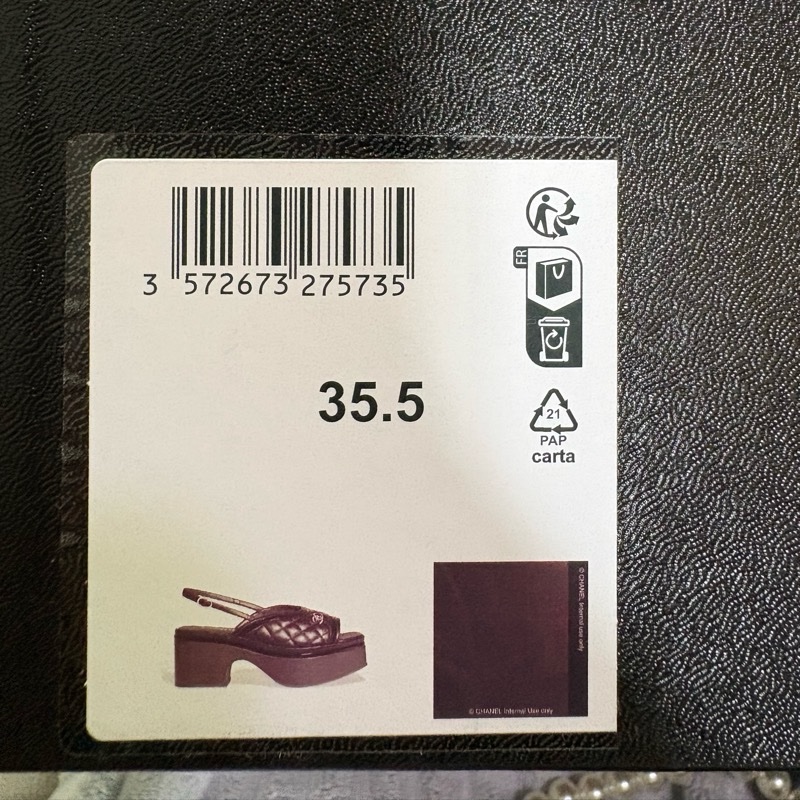 3 572673 275735
FR
35.5
21
PAP
carta
© CHANEL Internal use only
© CHANEL Internal Use only